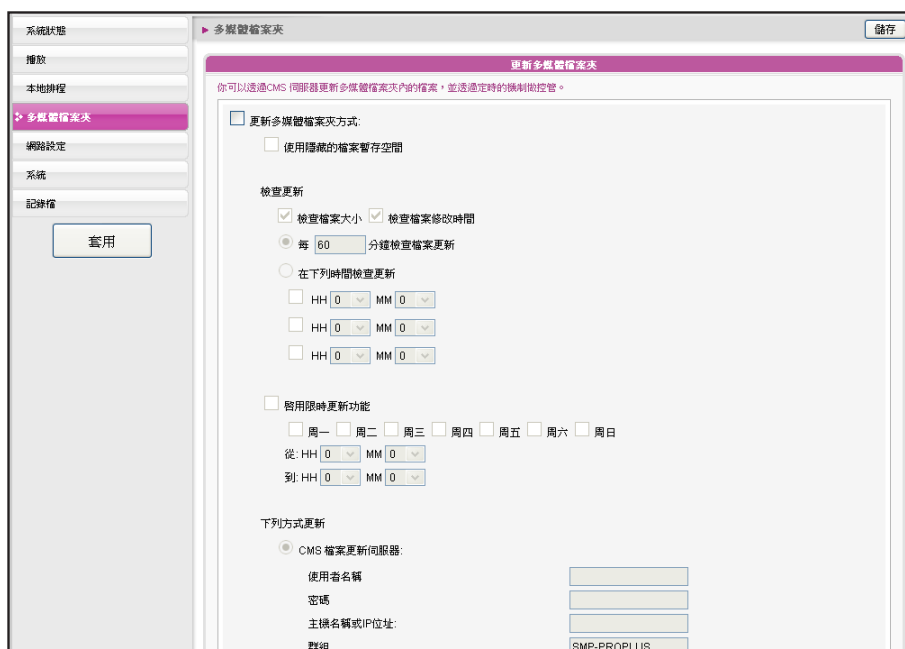 系統狀態
播放
本地排程
多媒體檔案夾
網路設定
系統
記錄檔
套用
多媒體檔案夾
儲存
更新多媒體檔案夾
你可以透過CMS 伺服器更新多媒體檔案夾內的檔案,並透過定時的機制做控管。
更新多媒體檔案夾方式:
使用隱藏的檔案暫存空間
檢查更新
檢查檔案大小 檢查檔案修改時間
每 60 分鐘檢查檔案更新
在下列時間檢查更新
HH 0 MM 0
HH 0 MM 0
HH 0 MM 0
啓用限時更新功能
周一 周二 周三 周四 周五 周六 周日
從: HH 0 MM 0
到: HH 0 MM 0
下列方式更新
CMS 檔案更新伺服器:
使用者名稱
密碼
主機名稱或IP位址:
群組 SMP-PROPLUS